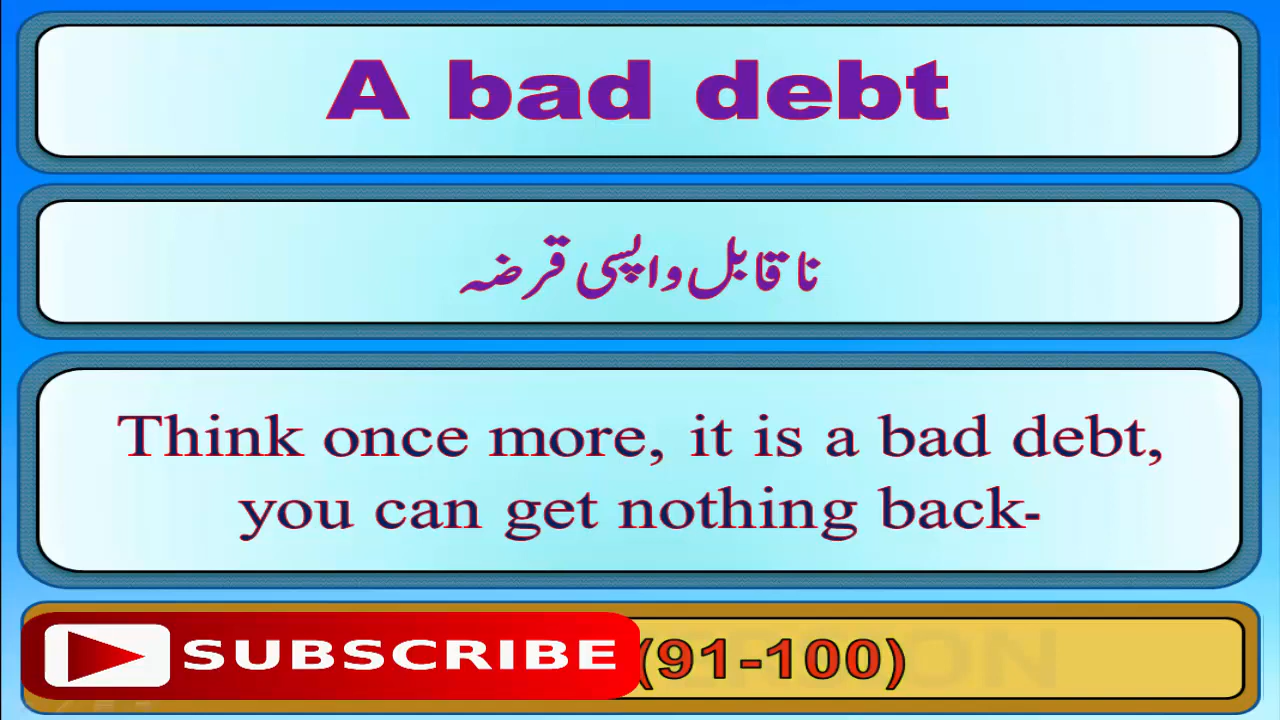 A bad debt
ناقابل واپسی قرضہ
Think once more, it is a bad debt,
you can get nothing back-
SUBSCRIBE (91-100)